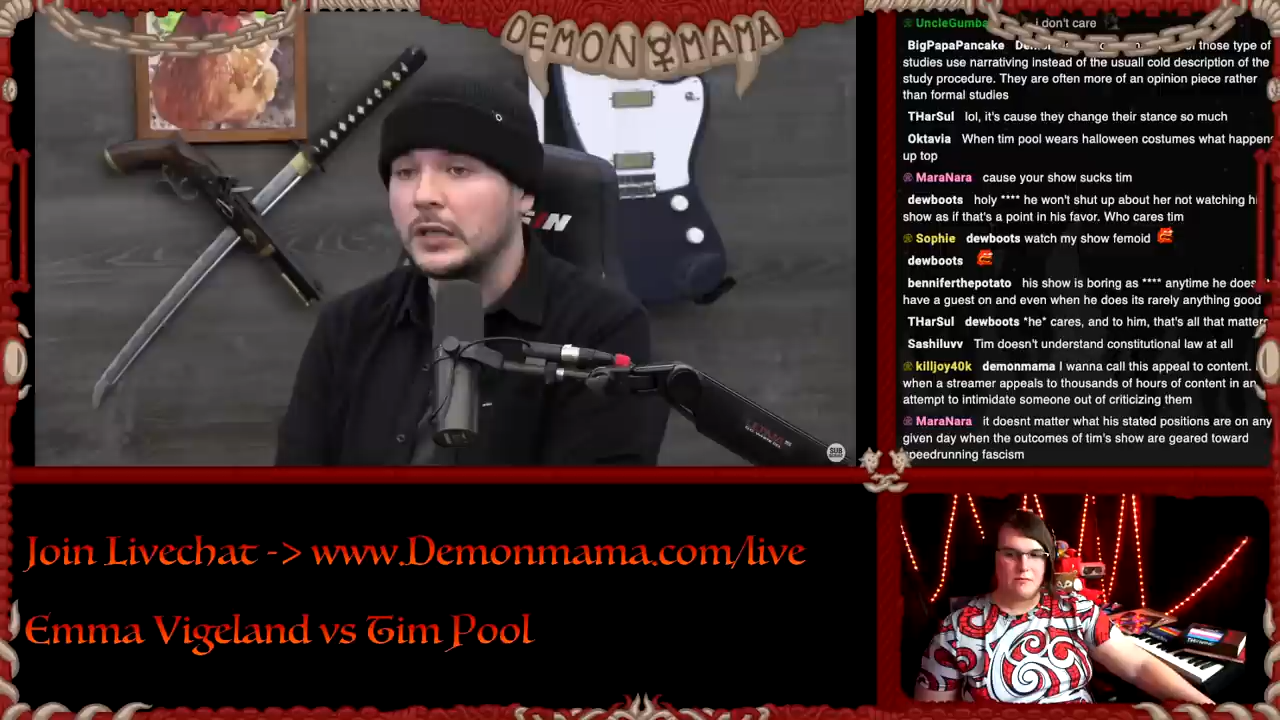 DEMON MAMA
UncleGumba i don't care
BigPapaPancake those type of
studies use narrativing instead of the usuall cold description of the
study procedure. They are often more of an opinion piece rather
than formal studies
THarSul lol, it's cause they change their stance so much
Oktavia When tim pool wears halloween costumes what happens
up top
MaraNara cause your show sucks tim
dewboots holy **** he won't shut up about her not watching
show as if that's a point in his favor. Who cares tim
Sophie dewboots watch my show femoid
dewboots
benniferthepotato his show is boring as **** anytime he does
have a guest on and even when he does its rarely anything good
THarSul dewboots *he* cares, and to him, that's all that matters
Sashiluvv Tim doesn't understand constitutional law at all
killjoy40k demonmama I wanna call this appeal to content.
when a streamer appeals to thousands of hours of content in an
attempt to intimidate someone out of criticizing them
MaraNara it doesnt matter what his stated positions are on any
given day when the outcomes of tim's show are geared toward
speedrunning fascism
SUB
Join Livechat -> www.Demonmama.com/live
Emma Vigeland vs Tim Pool